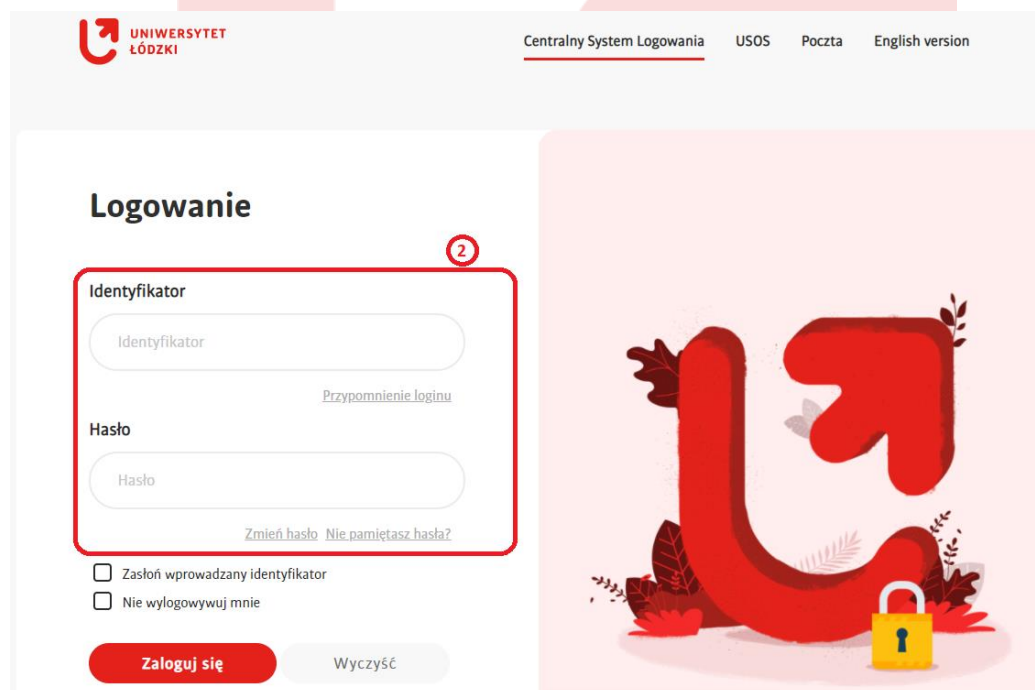 UNIWERSYTET
ŁÓDZKI
Centralny System Logowania USOS Poczta English version
Logowanie
2
Identyfikator
Identyfikator
Przypomnienie loginu
Hasło
Hasło
Zmień hasło Nie pamiętasz hasła?
Zasłoń wprowadzany identyfikator
Nie wylogowywuj mnie
Zaloguj się Wyczyść